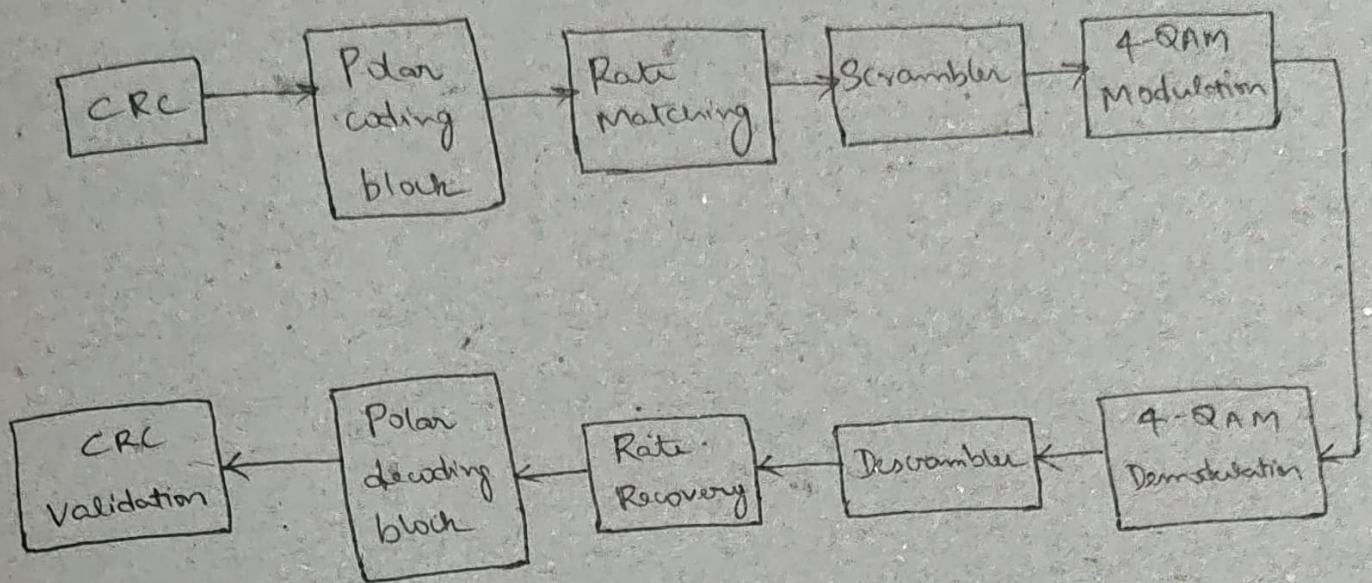 CRC
Polar
coding
block
Rate
Matching
Scrambler
4-QAM
Modulation
4-QAM
Demodulation
Descrambler
Rate
Recovery
Polar
decoding
block
CRC
Validation